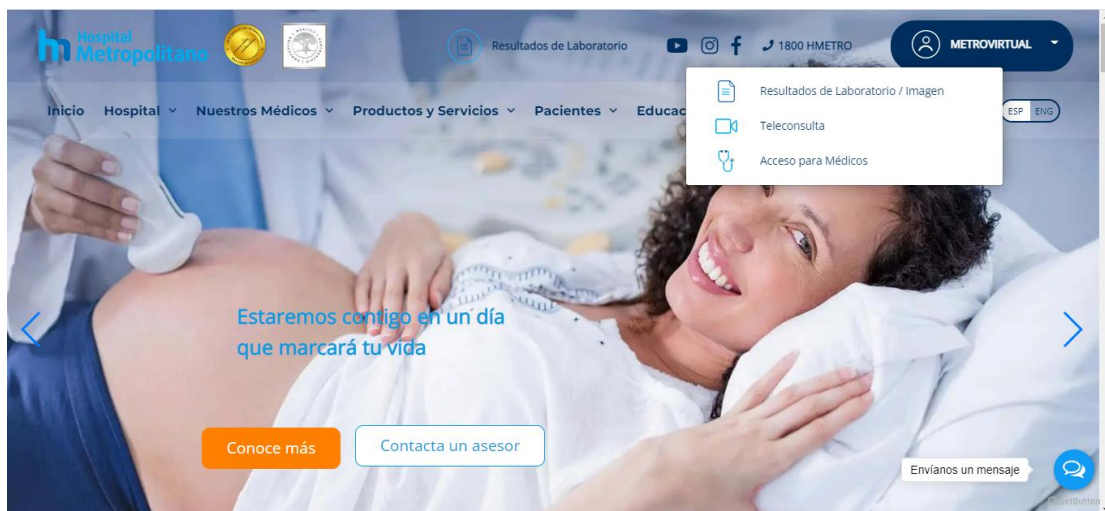 Hospital
Metropolitano
Resultados de Laboratorio
1800 HMETRO
METROVIRTUAL
Resultados de Laboratorio / Imagen
Teleconsulta
Acceso para Médicos
Inicio Hospital Nuestros Médicos Productos y Servicios Pacientes Educac
ESP ENG
Estaremos contigo en un día
que marcará tu vida
Conoce más
Contacta un asesor
Envíanos un mensaje
GetButton